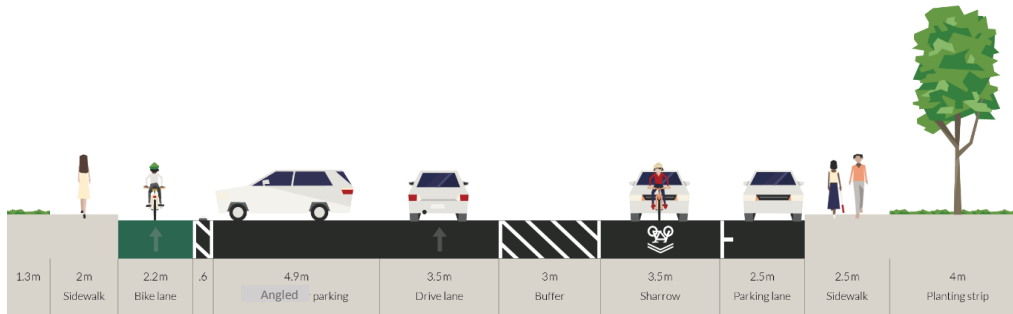 1.3m 2m 2.2m .6 4.9m 3.5m 3m 3.5m 2.5m 2.5m 4m
Sidewalk Bike lane Angled parking Drive lane Buffer Sharrow Parking lane Sidewalk Planting strip